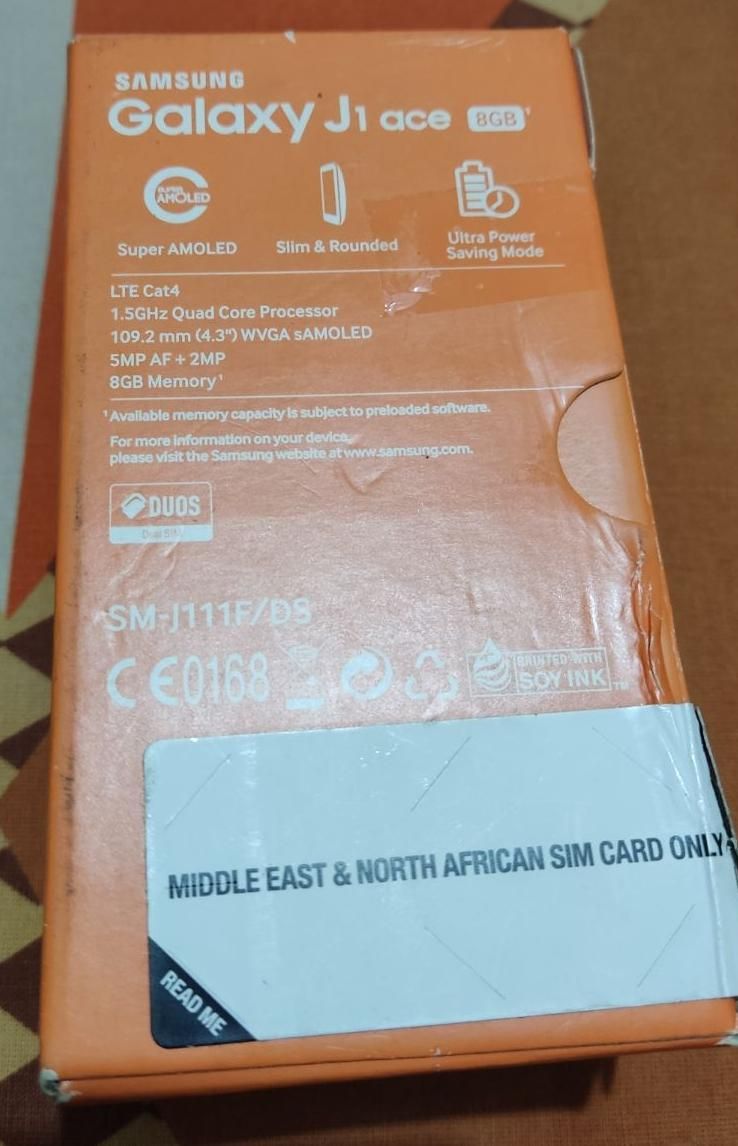 SAMSUNG
Galaxy J1 ace 8GB¹
SUPER AMOLED
Super AMOLED
Slim & Rounded
Ultra Power
Saving Mode
LTE Cat4
1.5GHz Quad Core Processor
109.2 mm (4.3") WVGA sAMOLED
5MP AF + 2MP
8GB Memory¹
¹ Available memory capacity is subject to preloaded software.
For more information on your device,
please visit the Samsung website at www.samsung.com.
DUOS
Dual SIM
SM-J111F/DS
CE0168
PRINTED WITH
SOY INK TM
MIDDLE EAST & NORTH AFRICAN SIM CARD ONLY
READ ME